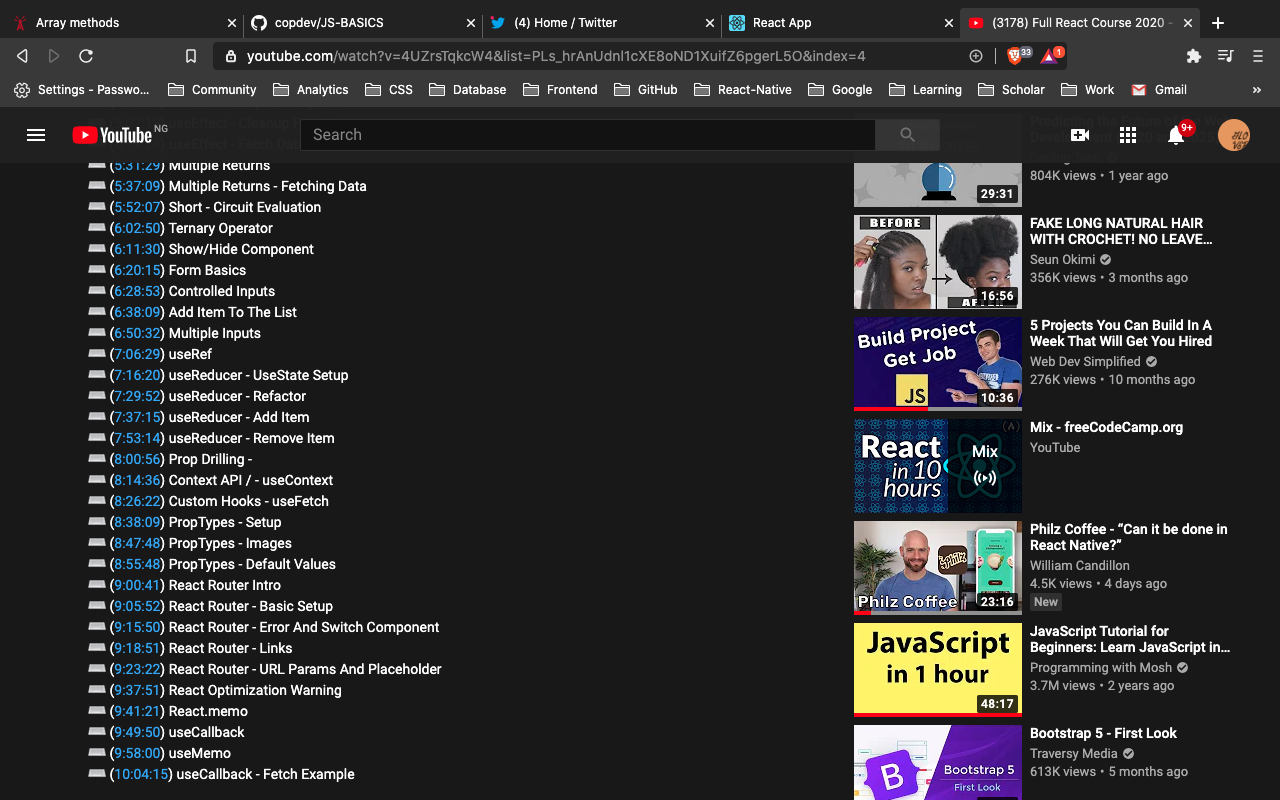 Array methods
copdev/JS-BASICS
(4) Home / Twitter
React App
(3178) Full React Course 2020 -
youtube.com/watch?v=4UZrsTqkcW4&list=PLs_hrAnUdnI1cXE8oND1XuifZ6pgerL5O&index=4
33
1
Settings - Passwo...
Community
Analytics
CSS
Database
Frontend
GitHub
React-Native
Google
Learning
Scholar
Work
Gmail
»
YouTube NG
Search
9+
(5:31:29) Multiple Returns
(5:37:09) Multiple Returns - Fetching Data
(5:52:07) Short - Circuit Evaluation
(6:02:50) Ternary Operator
(6:11:30) Show/Hide Component
(6:20:15) Form Basics
(6:28:53) Controlled Inputs
(6:38:09) Add Item To The List
(6:50:32) Multiple Inputs
(7:06:29) useRef
(7:16:20) useReducer - UseState Setup
(7:29:52) useReducer - Refactor
(7:37:15) useReducer - Add Item
(7:53:14) useReducer - Remove Item
(8:00:56) Prop Drilling -
(8:14:36) Context API / - useContext
(8:26:22) Custom Hooks - useFetch
(8:38:09) PropTypes - Setup
(8:47:48) PropTypes - Images
(8:55:48) PropTypes - Default Values
(9:00:41) React Router Intro
(9:05:52) React Router - Basic Setup
(9:15:50) React Router - Error And Switch Component
(9:18:51) React Router - Links
(9:23:22) React Router - URL Params And Placeholder
(9:37:51) React Optimization Warning
(9:41:21) React.memo
(9:49:50) useCallback
(9:58:00) useMemo
(10:04:15) useCallback - Fetch Example
29:31
804K views • 1 year ago
BEFORE
16:56
FAKE LONG NATURAL HAIR
WITH CROCHET! NO LEAVE...
Seun Okimi
356K views • 3 months ago
Build Project
Get Job
JS
10:36
5 Projects You Can Build In A
Week That Will Get You Hired
Web Dev Simplified
276K views • 10 months ago
React
in 10
hours
Mix
Mix - freeCodeCamp.org
YouTube
Philz Coffee
23:16
Philz Coffee - “Can it be done in
React Native?”
William Candillon
4.5K views • 4 days ago
New
JavaScript
in 1 hour
48:17
JavaScript Tutorial for
Beginners: Learn JavaScript in...
Programming with Mosh
3.7M views • 2 years ago
B
Bootstrap 5
First Look
Bootstrap 5 - First Look
Traversy Media
613K views • 5 months ago